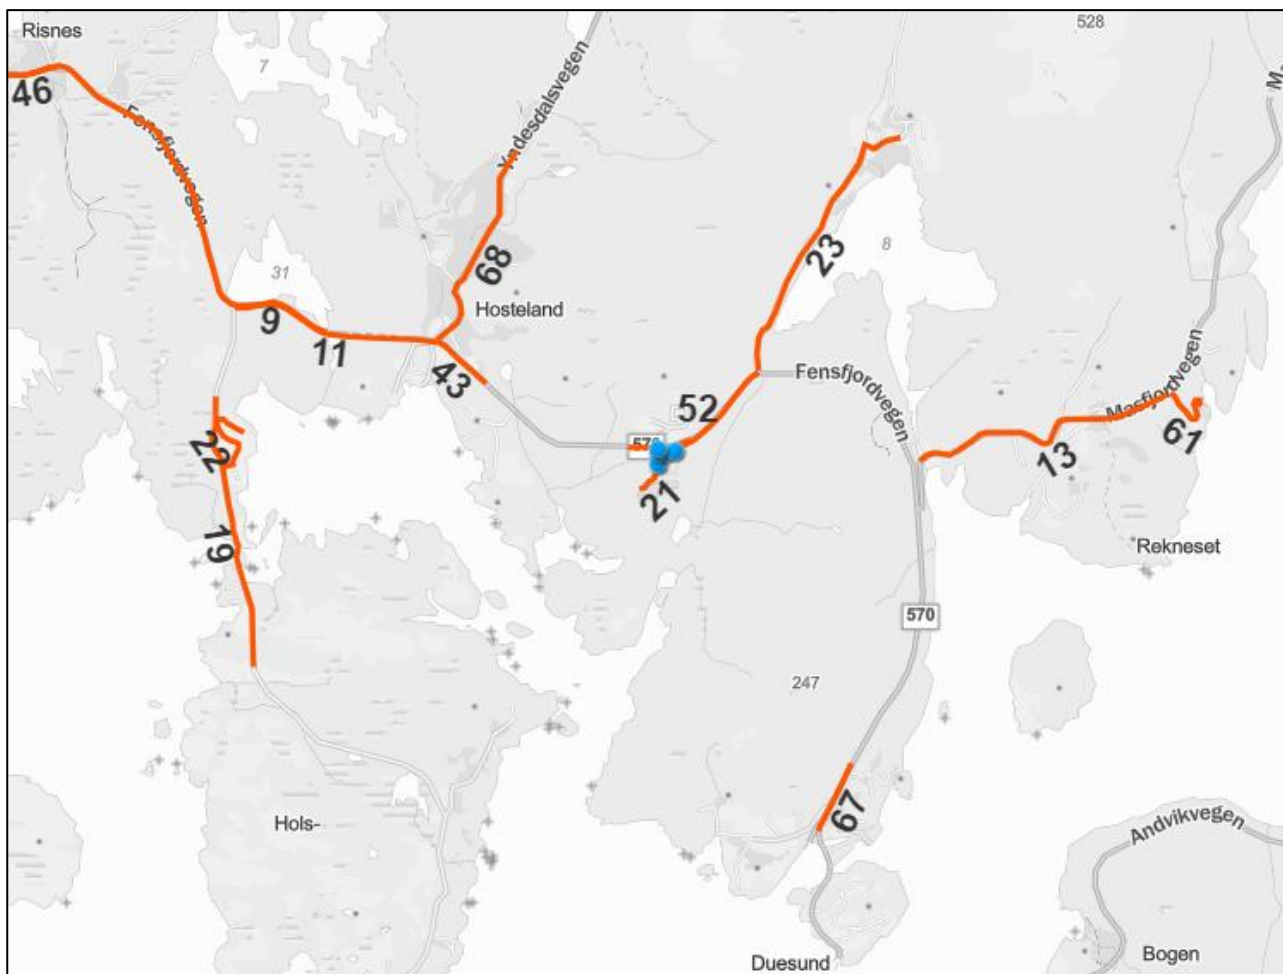 528
Risnes
7
46
Fensfjordvegen
Yndesdalsvegen
8
23
31
68
Hosteland
9
11
43
Fensfjordvegen
52
Masfjordvegen
570
61
22
13
21
19
Rekneset
570
247
67
Hols-
Andvikvegen
Bogen
Duesund